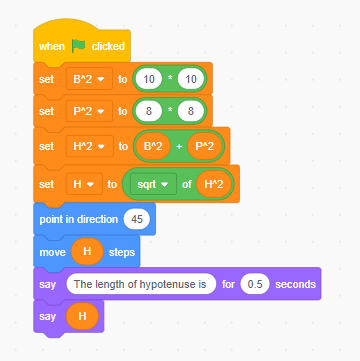 when clicked
set B^2 to 10 * 10
set P^2 to 8 * 8
set H^2 to B^2 + P^2
set H to sqrt of H^2
point in direction 45
move H steps
say The length of hypotenuse is for 0.5 seconds
say H